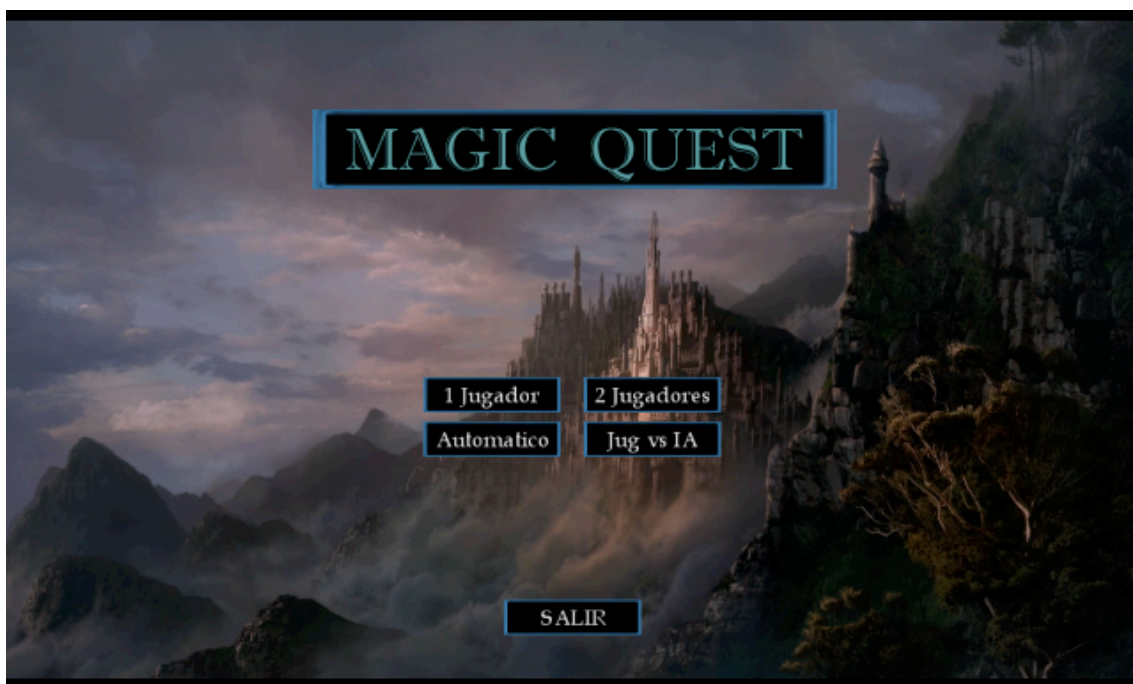 MAGIC QUEST
1 Jugador
2 Jugadores
Automatico
Jug vs IA
SALIR